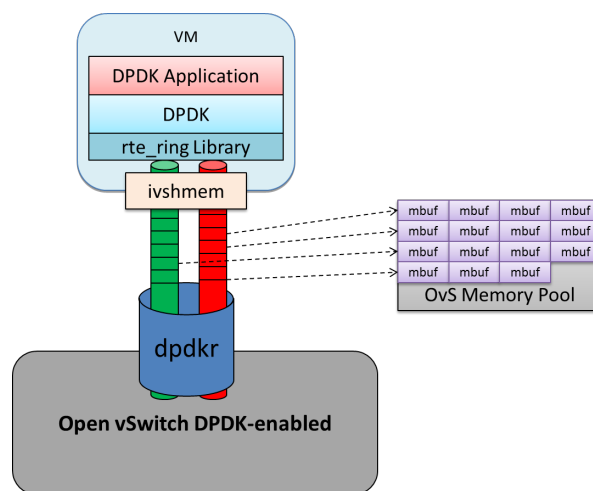 VM
DPDK Application
DPDK
rte_ring Library
ivshmem
mbuf mbuf mbuf mbuf
mbuf mbuf mbuf mbuf
mbuf mbuf mbuf mbuf
mbuf mbuf mbuf
OvS Memory Pool
dpdkr
Open vSwitch DPDK-enabled